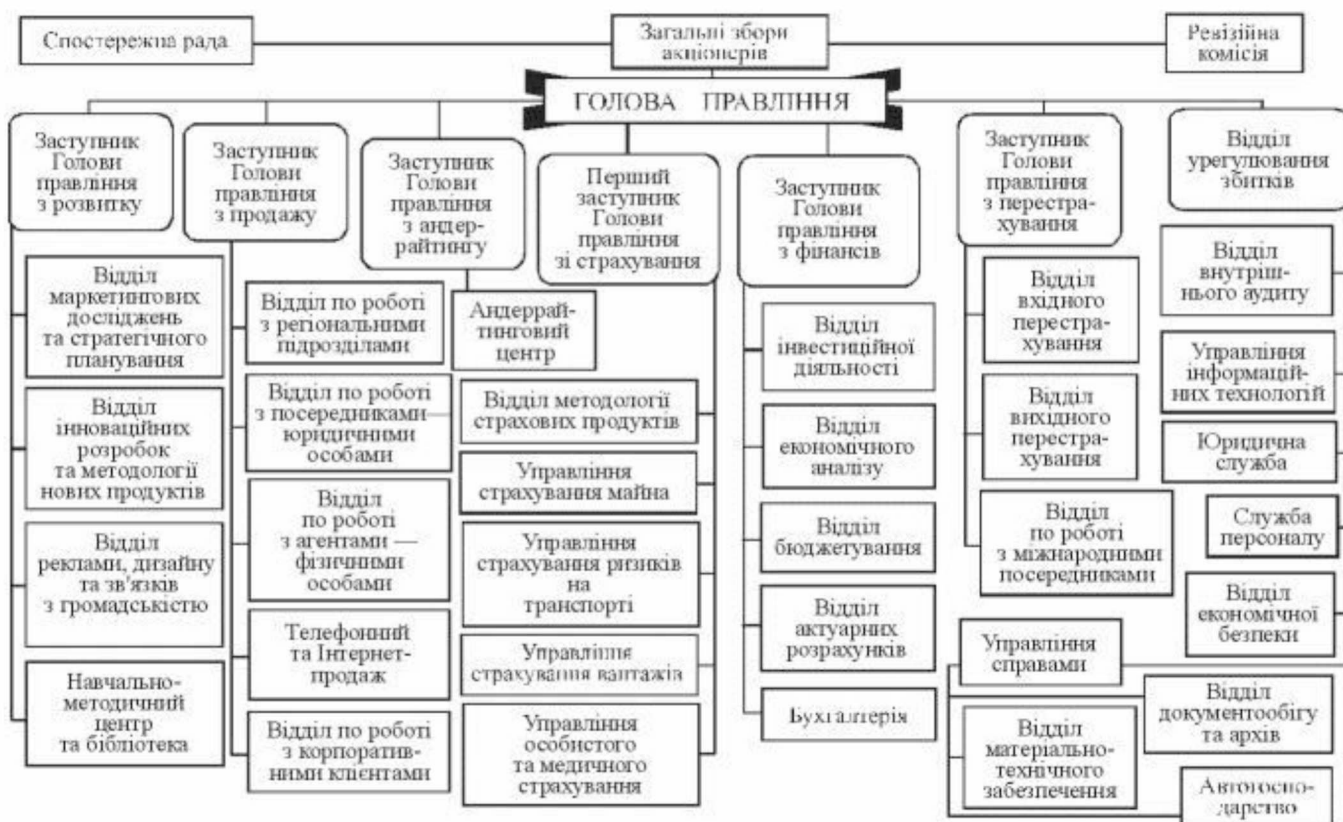 Спостережна рада
Загальні збори
акціонерів
Ревізійна
комісія
ГОЛОВА ПРАВЛІННЯ
Заступник
Голови
правління
з розвитку
Відділ
маркетингових
досліджень
та стратегічного
планування
Відділ
інноваційних
розробок
та методології
нових продуктів
Відділ
реклами, дизайну
та зв'язків
з громадськістю
Навчально-
методичний
центр
та бібліотека
Заступник
Голови
правління
з продажу
Відділ по роботі
з регіональними
підрозділами
Відділ по роботі
з посередниками—
юридичними
особами
Відділ
по роботі
з агентами —
фізичними
особами
Телефонний
та Інтернет-
продаж
Відділ по роботі
з корпоратив-
ними клієнтами
Заступник
Голови
правління
з андер-
райтингу
Андеррай-
тинговий
центр
Перший
заступник
Голови
правління
зі страхування
Відділ методології
страхових продуктів
Управління
страхування майна
Управління
страхування ризиків
на
транспорті
Управління
страхування вантажів
Управління
особистого
та медичного
страхування
Заступник
Голови
правління
з фінансів
Відділ
інвестиційної
діяльності
Відділ
економічного
аналізу
Відділ
бюджетування
Відділ
актуарних
розрахунків
Бухгалтерія
Заступник
Голови
правління
з перестра-
хування
Відділ
вхідного
перестра-
хування
Відділ
вихідного
перестра-
хування
Відділ
по роботі
з міжнародними
посередниками
Відділ
урегулювання
збитків
Відділ
внутріш-
нього аудиту
Управління
інформацій-
них технологій
Юридична
служба
Служба
персоналу
Відділ
економічної
безпеки
Управління
справами
Відділ
документообігу
та архів
Відділ
матеріально-
технічного
забезпечення
Автогоспо-
дарство